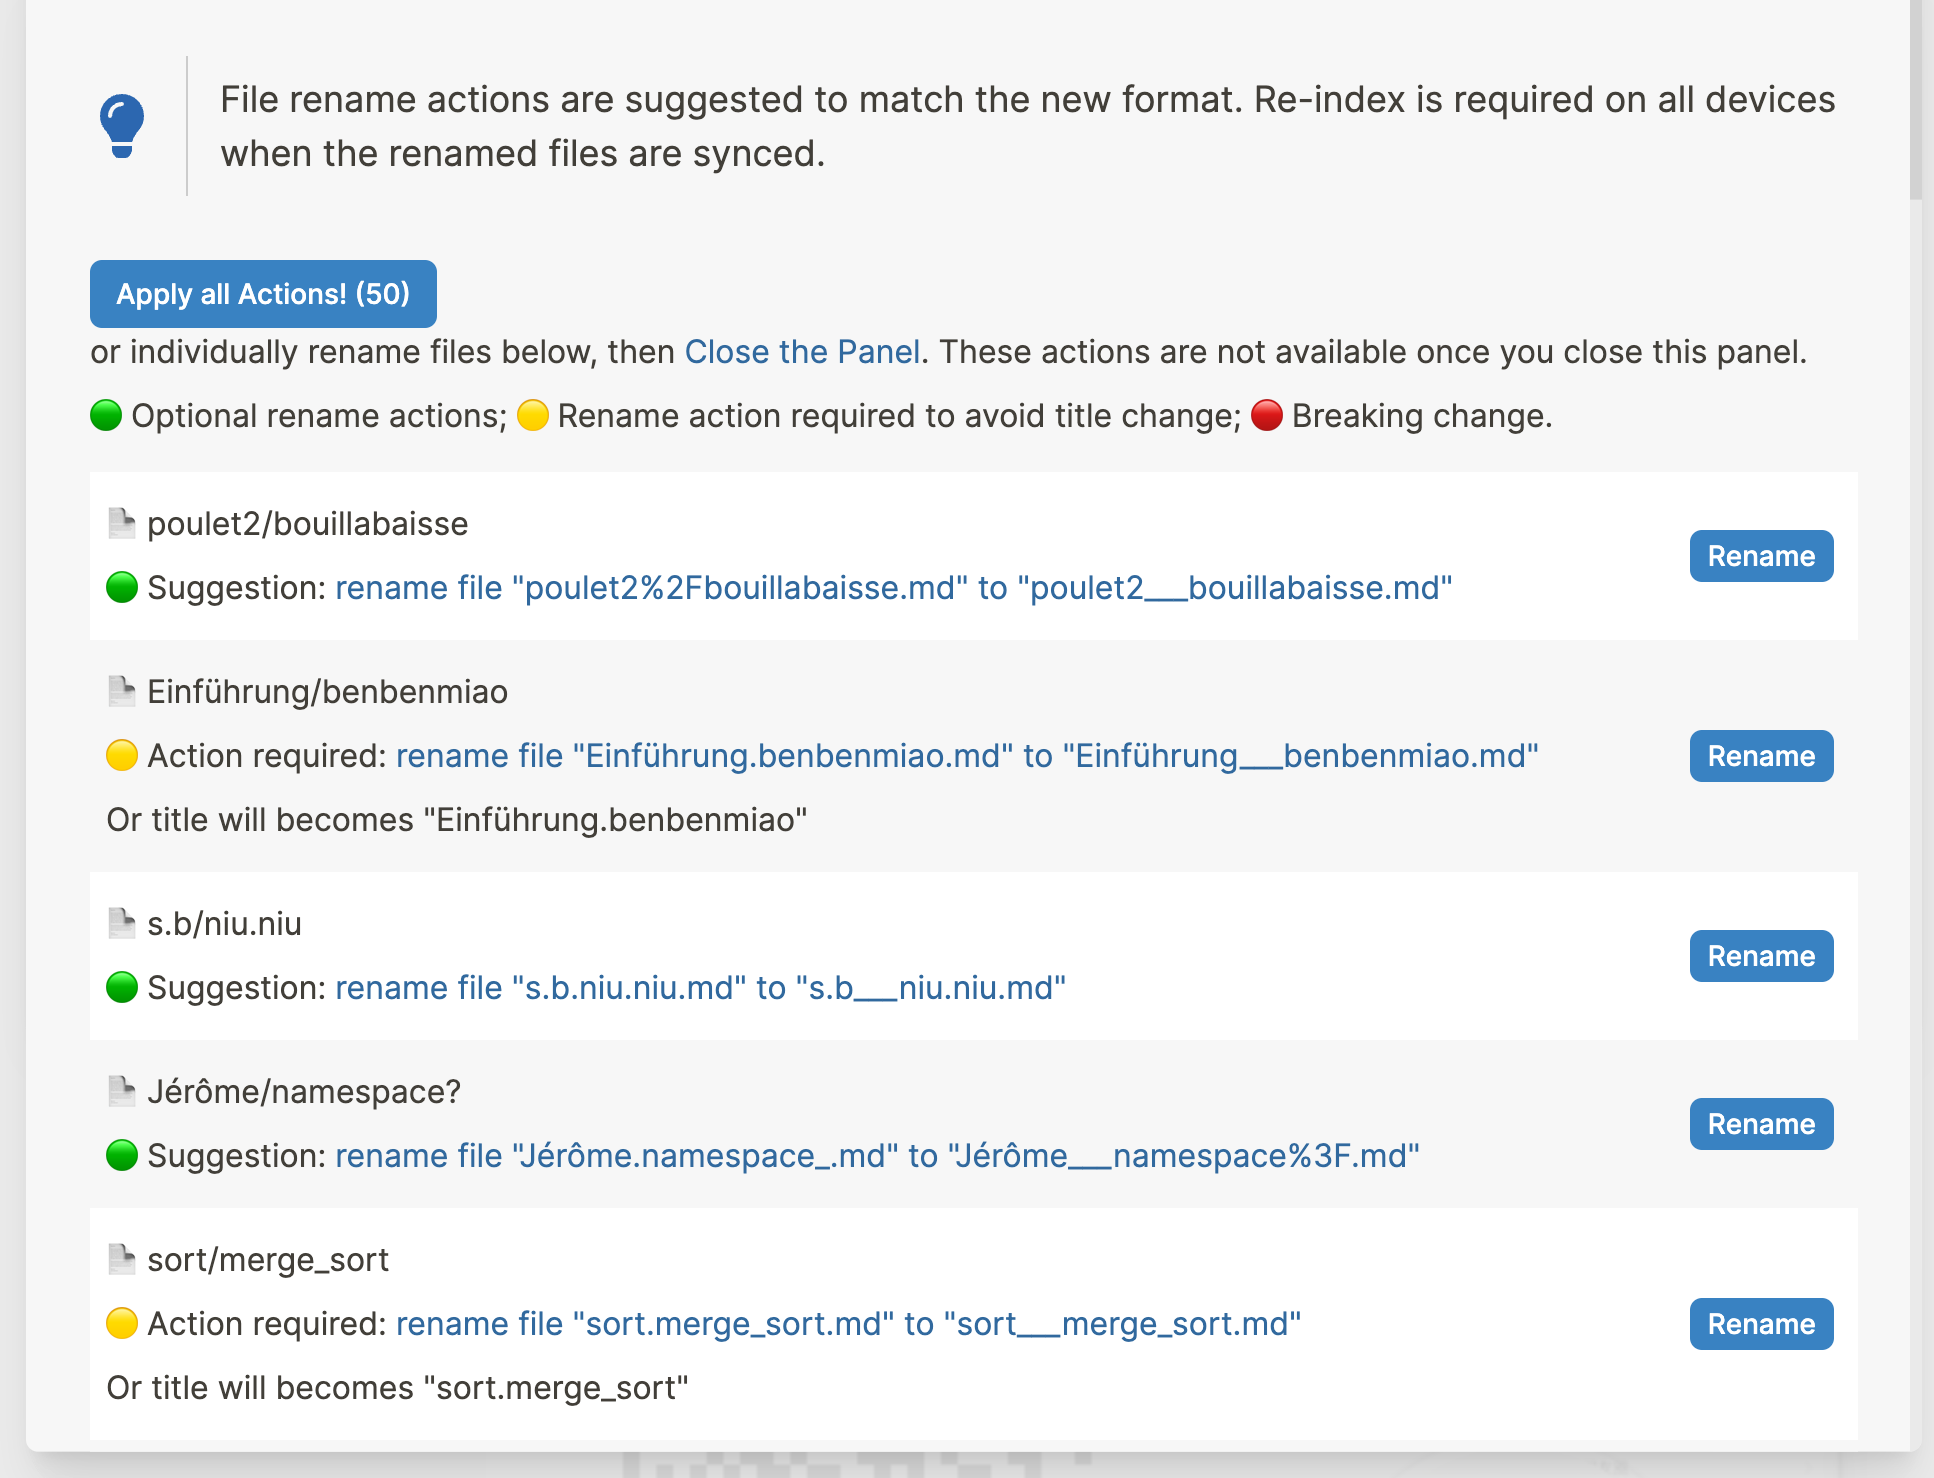 File rename actions are suggested to match the new format. Re-index is required on all devices
when the renamed files are synced.
Apply all Actions! (50)
or individually rename files below, then Close the Panel. These actions are not available once you close this panel.
Optional rename actions; Rename action required to avoid title change; Breaking change.
poulet2/bouillabaisse
Suggestion: rename file "poulet2%2Fbouillabaisse.md" to "poulet2___bouillabaisse.md"
Rename
Einführung/benbenmiao
Action required: rename file "Einführung.benbenmiao.md" to "Einführung___benbenmiao.md"
Rename
Or title will becomes "Einführung.benbenmiao"
s.b/niu.niu
Suggestion: rename file "s.b.niu.niu.md" to "s.b___niu.niu.md"
Rename
Jérôme/namespace?
Suggestion: rename file "Jérôme.namespace_.md" to "Jérôme___namespace%3F.md"
Rename
sort/merge_sort
Action required: rename file "sort.merge_sort.md" to "sort___merge_sort.md"
Rename
Or title will becomes "sort.merge_sort"